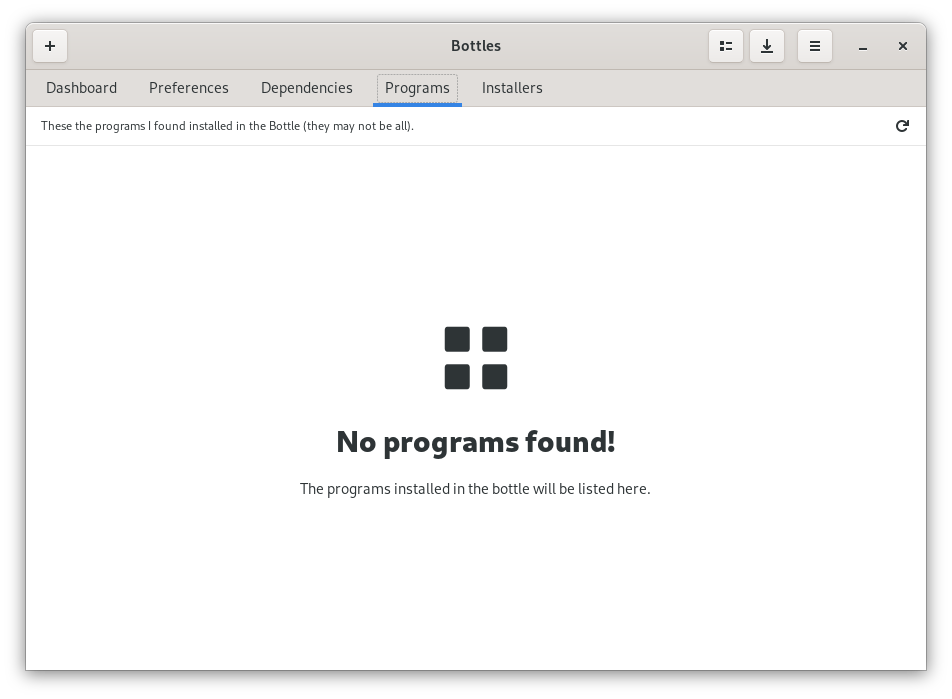 Bottles
Dashboard Preferences Dependencies Programs Installers
These the programs I found installed in the Bottle (they may not be all).
No programs found!
The programs installed in the bottle will be listed here.